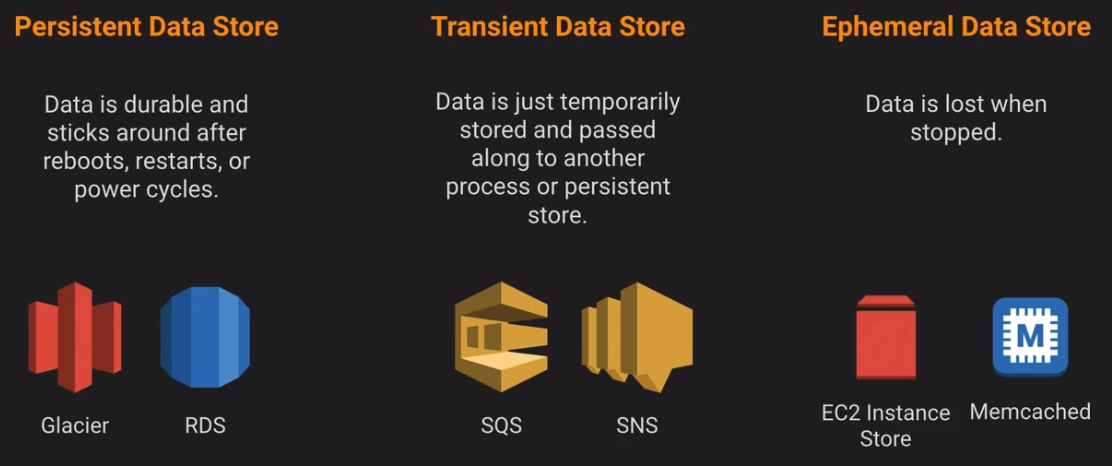 Persistent Data Store
Data is durable and
sticks around after
reboots, restarts, or
power cycles.
Glacier
RDS
Transient Data Store
Data is just temporarily
stored and passed
along to another
process or persistent
store.
SQS
SNS
Ephemeral Data Store
Data is lost when
stopped.
EC2 Instance
Store
M
Memcached